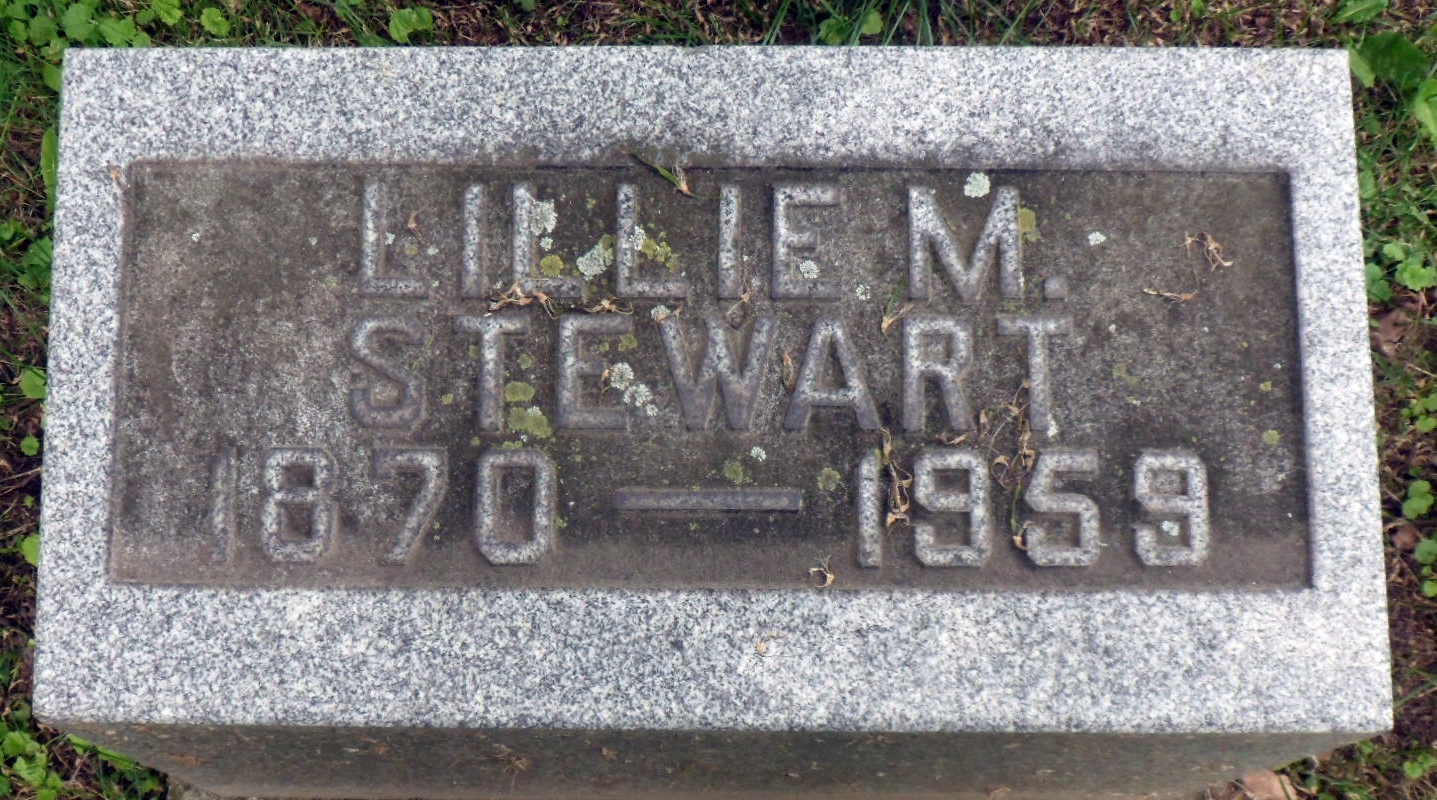 LILLIE M.
STEWART
1870 — 1959